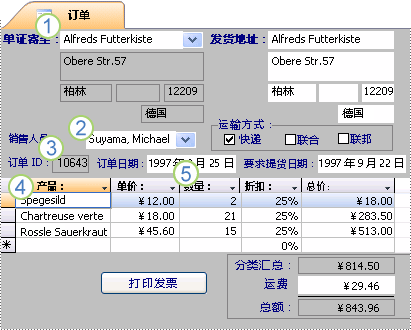 订单
1
单证寄至： Alfreds Futterkiste 发货地址： Alfreds Futterkiste
Obere Str.57 Obere Str.57
柏林 12209 柏林 12209
德国 德国
运输方式：
2
销售人员 Suyama, Michael 快递 联合 联邦
3
订单 ID： 10643 订单日期： 1997 年 月 25 日 要求提货日： 1997 年 9 月 22 日
4 5
产品： 单价： 数量： 折扣： 总价：
Spegesild ￥12.00 2 25% ￥18.00
Chartreuse verte ￥18.00 21 25% ￥283.50
Rossle Sauerkraut ￥45.60 15 25% ￥513.00
* 0%
分类汇总： ￥814.50
打印发票 运费 ￥29.46
总额： ￥843.96